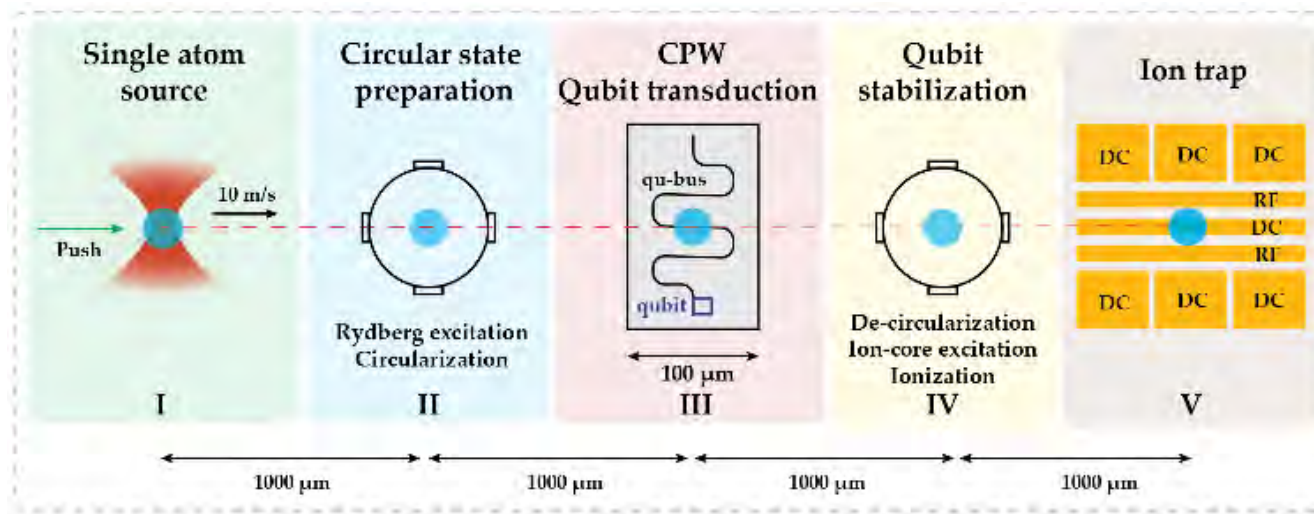 Single atom
source
Circular state
preparation
CPW
Qubit transduction
Qubit
stabilization
Ion trap
10 m/s
Push
qu-bus
qubit
DC DC DC
RF
DC
RF
DC DC DC
Rydberg excitation
Circularization
100 μm
De-circularization
Ion-core excitation
Ionization
I II III IV V
1000 μm 1000 μm 1000 μm 1000 μm